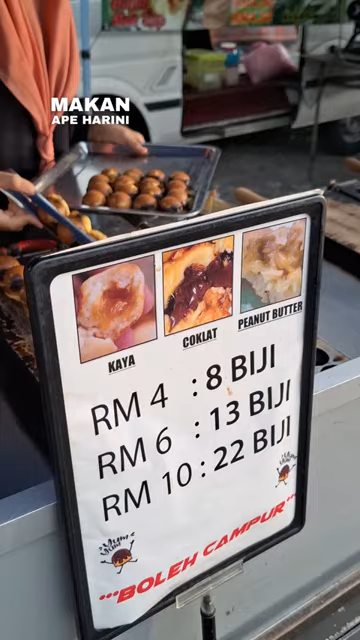 MAKAN
APE HARINI
KAYA
COKLAT
PEANUT BUTTER
RM 4 : 8 BIJI
RM 6 : 13 BIJI
RM 10 : 22 BIJI
"'BOLEH CAMPUR"'